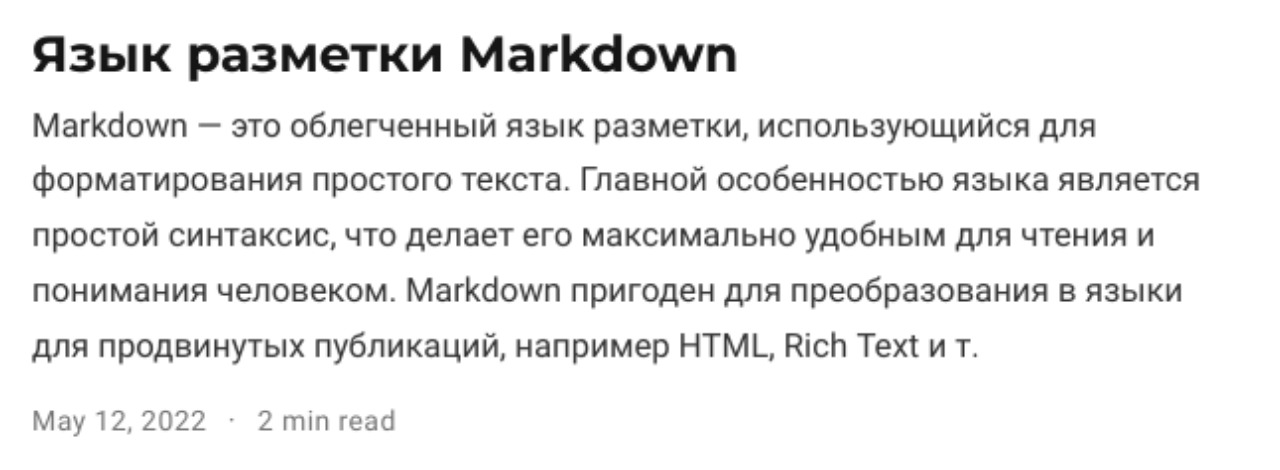 Язык разметки Markdown
Markdown — это облегченный язык разметки, использующийся для
форматирования простого текста. Главной особенностью языка является
простой синтаксис, что делает его максимально удобным для чтения и
понимания человеком. Markdown пригоден для преобразования в языки
для продвинутых публикаций, например HTML, Rich Text и т.
May 12, 2022 · 2 min read